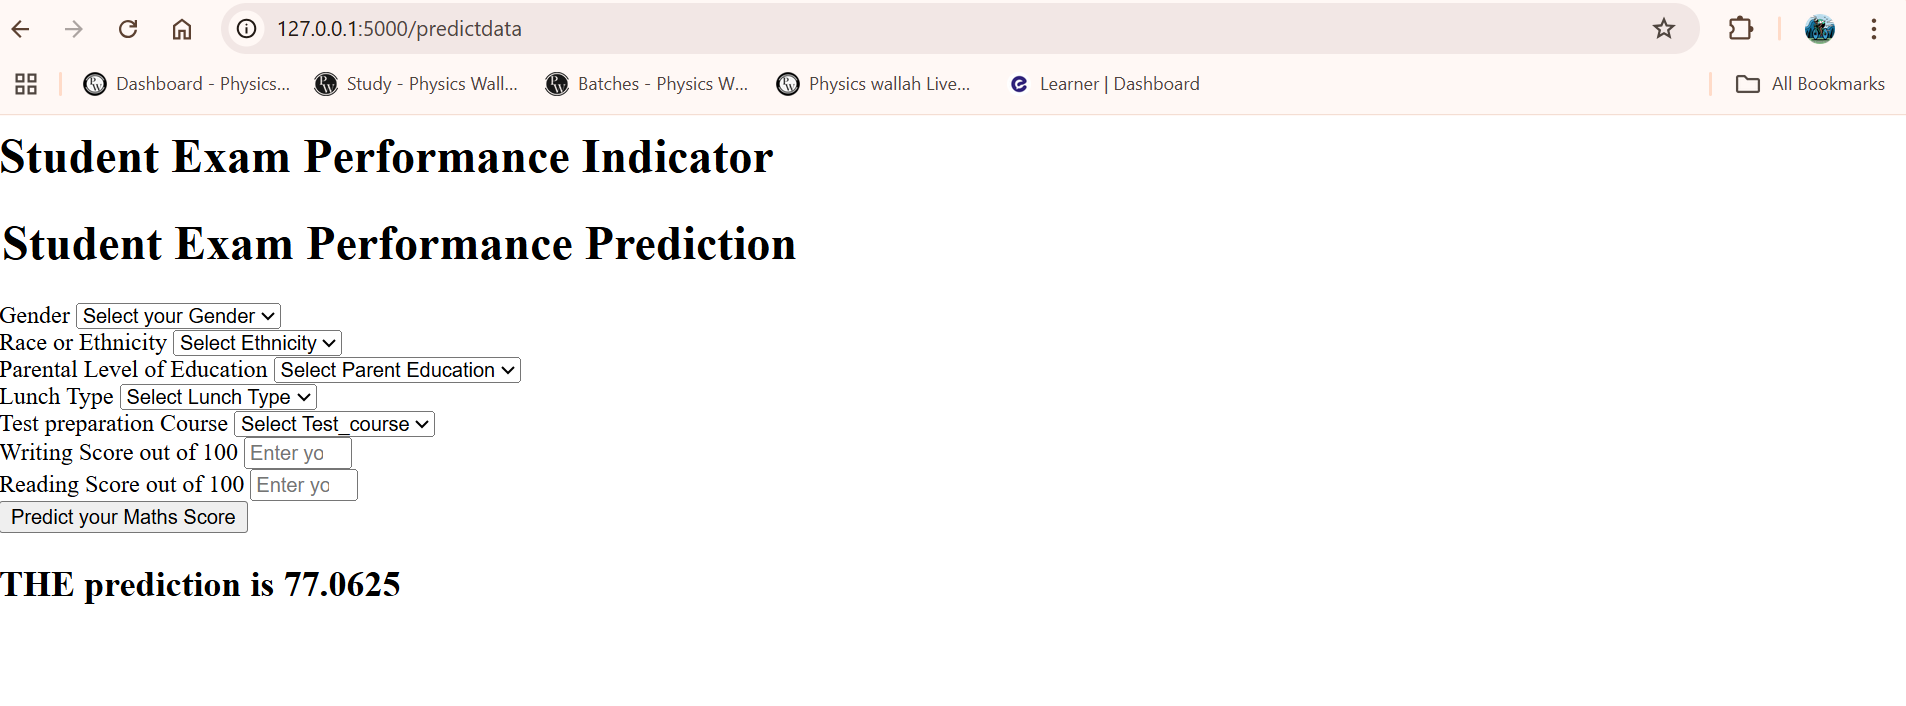 127.0.0.1:5000/predictdata
Dashboard - Physics... Study - Physics Wall... Batches - Physics W... Physics wallah Live... Learner | Dashboard All Bookmarks
Student Exam Performance Indicator
Student Exam Performance Prediction
Gender Select your Gender
Race or Ethnicity Select Ethnicity
Parental Level of Education Select Parent Education
Lunch Type Select Lunch Type
Test preparation Course Select Test_course
Writing Score out of 100 Enter yo
Reading Score out of 100 Enter yo
Predict your Maths Score
THE prediction is 77.0625